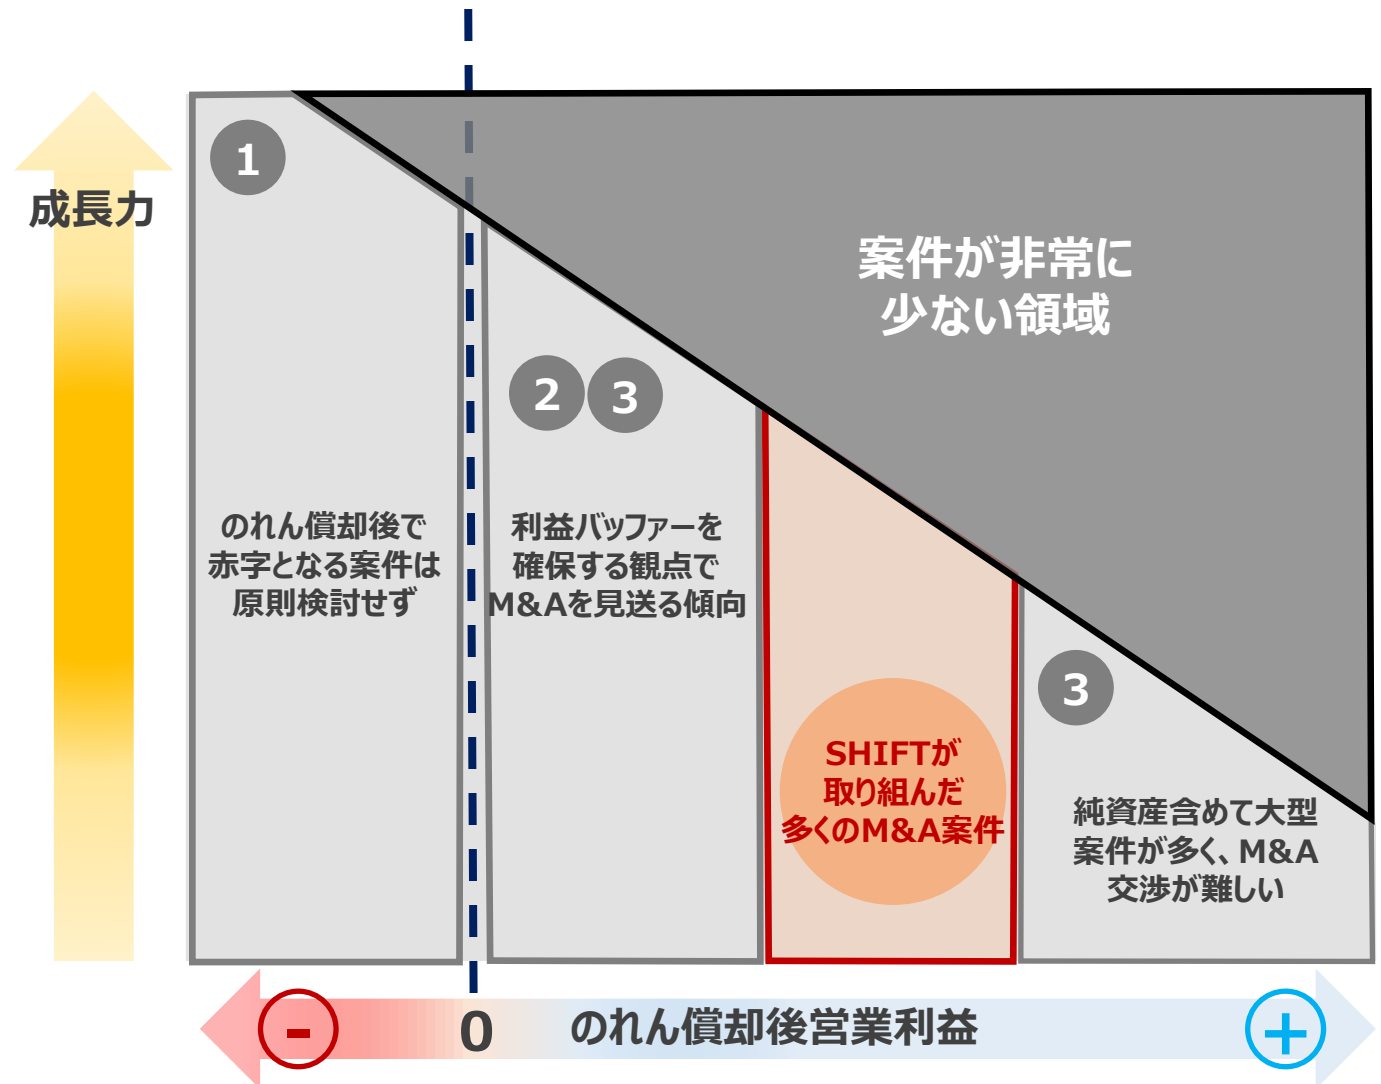 1
成長力
案件が非常に
少ない領域
2 3
のれん償却後で
赤字となる案件は
原則検討せず
利益バッファーを
確保する観点で
M&Aを見送る傾向
3
SHIFTが
取り組んだ
多くのM&A案件
純資産含めて大型
案件が多く、M&A
交渉が難しい
- 0 のれん償却後営業利益 +